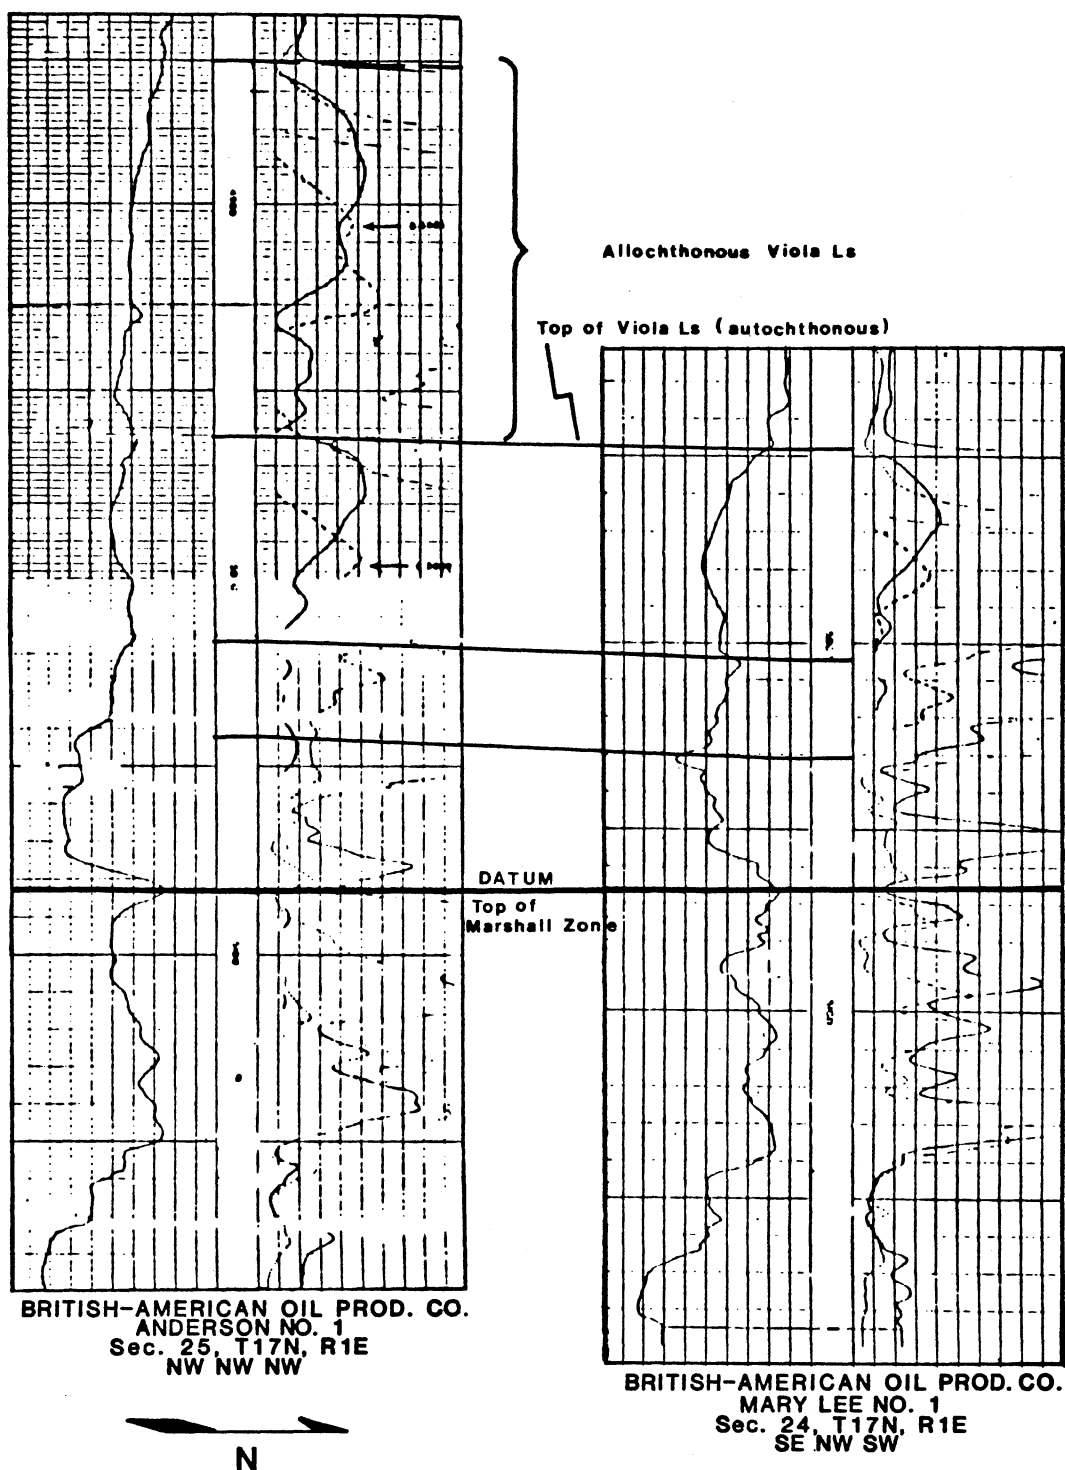 Allochthonous Viola Ls
Top of Viola Ls (autochthonous)
DATUM
Top of
Marshall Zone
BRITISH-AMERICAN OIL PROD. CO.
ANDERSON NO. 1
Sec. 25, T17N, R1E
NW NW NW
BRITISH-AMERICAN OIL PROD. CO.
MARY LEE NO. 1
Sec. 24, T17N, R1E
SE NW SW
N